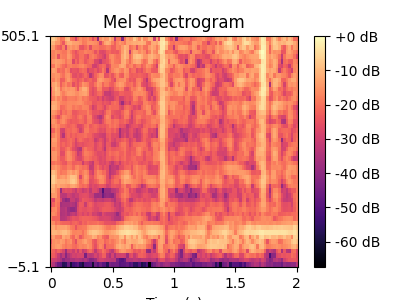 Mel Spectrogram
505.1
−5.1
0
0.5
1
1.5
2
+0 dB
-10 dB
-20 dB
-30 dB
-40 dB
-50 dB
-60 dB